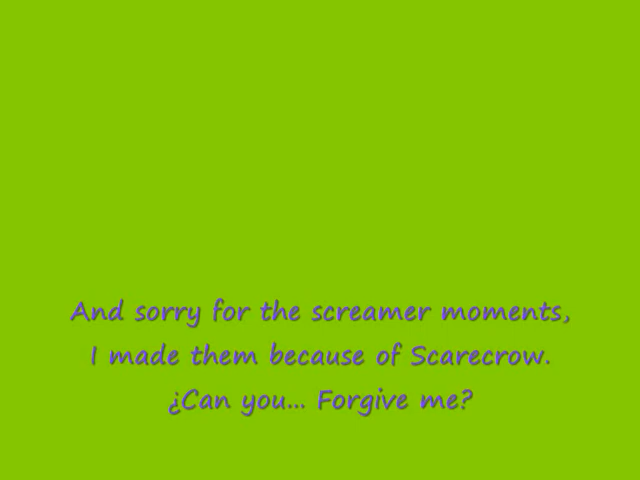 And sorry for the screamer moments,
I made them because of Scarecrow.
¿Can you... Forgive me?